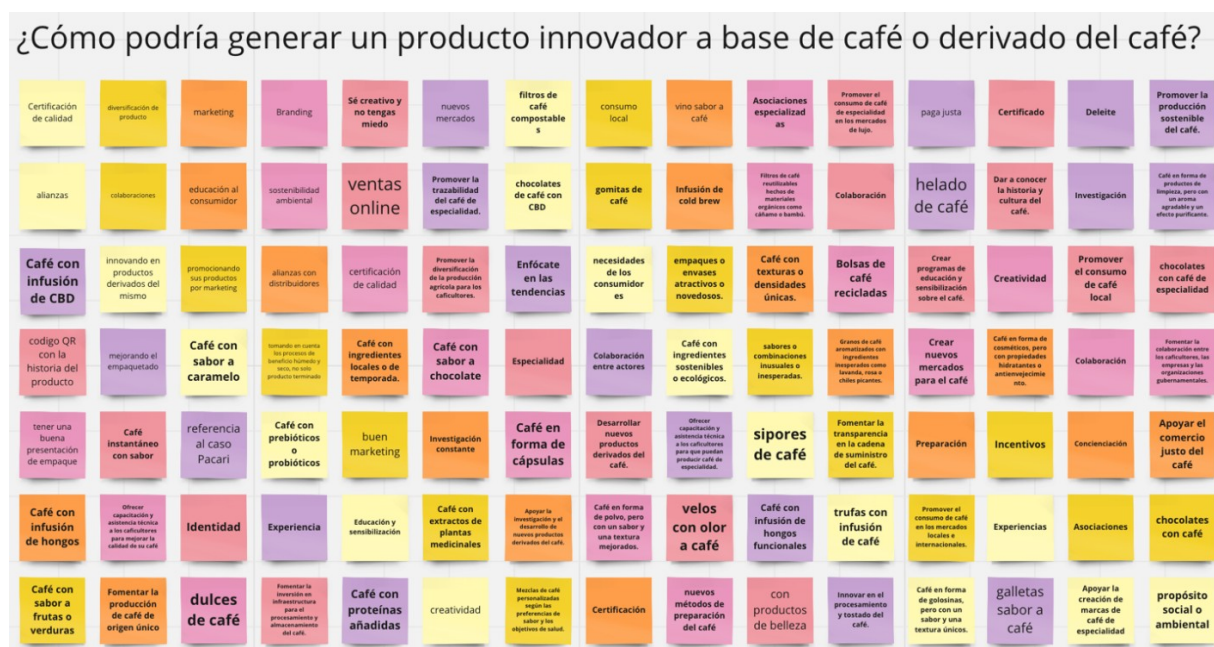 ¿Cómo podría generar un producto innovador a base de café o derivado del café?
Certificación
de calidad
diversificación de
producto
marketing
Branding
Sé creativo y
no tengas
miedo
nuevos
mercados
filtros de
café
compostable
s
consumo
local
vino sabor a
café
Asociaciones
especializad
as
Promover el
consumo de café
de especialidad
en los mercados
de lujo.
paga justa
Certificado
Deleite
Promover la
producción
sostenible
del café.
alianzas
colaboraciones
educación al
consumidor
sostenibilidad
ambiental
ventas
online
Promover la
trazabilidad
del café de
especialidad.
chocolates
de café con
CBD
gomitas de
café
Infusión de
cold brew
Filtros de café
reutilizables
hechos de
materiales
orgánicos como
cáñamo o bambú.
Colaboración
helado
de café
Dar a conocer
la historia y
cultura del
café.
Investigación
Café en forma de
productos de
limpieza, pero con
un aroma
agradable y un
efecto purificante.
Café con
infusión
de CBD
innovando en
productos
derivados del
mismo
promocionando
sus productos
por marketing
alianzas con
distribuidores
certificación
de calidad
Promover la
diversificación de
la producción
agrícola para los
caficultores.
Enfócate
en las
tendencias
necesidades
de los
consumidor
es
empaques o
envases
atractivos o
novedosos.
Café con
texturas o
densidades
únicas.
Bolsas de
café
recicladas
Crear
programas de
educación y
sensibilización
sobre el café.
Creatividad
Promover
el consumo
de café
local
chocolates
con café de
especialidad
codigo QR
con la
historia del
producto
mejorando el
empaquetado
Café con
sabor a
caramelo
tomando en cuenta
los procesos de
beneficio húmedo y
seco, no solo
producto terminado
Café con
ingredientes
locales o de
temporada.
Café con
sabor a
chocolate
Especialidad
Colaboración
entre actores
Café con
ingredientes
sostenibles
o ecológicos.
sabores o
combinaciones
inusuales o
inesperadas.
Granos de café
aromatizados con
ingredientes
inesperados como
lavanda, rosa o
chiles picantes.
Crear
nuevos
mercados
para el café
Café en forma de
cosméticos, pero
con propiedades
hidratantes o
antienvejecimie
nto.
Colaboración
Fomentar la
colaboración entre
los caficultores, las
empresas y las
organizaciones
gubernamentales.
tener una
buena
presentación
de empaque
Café
instantáneo
con sabor
referencia
al caso
Pacari
Café con
prebióticos
o
probióticos
buen
marketing
Investigación
constante
Café en
forma de
cápsulas
Desarrollar
nuevos
productos
derivados del
café.
Ofrecer
capacitación y
asistencia técnica
a los caficultores
para que puedan
producir café de
especialidad.
sipores
de café
Fomentar la
transparencia
en la cadena
de suministro
del café.
Preparación
Incentivos
Concienciación
Apoyar el
comercio
justo del
café
Café con
infusión
de hongos
Ofrecer
capacitación y
asistencia técnica
a los caficultores
para mejorar la
calidad de su café
Identidad
Experiencia
Educación y
sensibilización
Café con
extractos de
plantas
medicinales
Apoyar la
investigación y el
desarrollo de
nuevos productos
derivados del café.
Café en forma
de polvo, pero
con un sabor y
una textura
mejorados.
velos
con olor
a café
Café con
infusión de
hongos
funcionales
trufas con
infusión
de café
Promover el
consumo de café
en los mercados
locales e
internacionales.
Experiencias
Asociaciones
chocolates
con café
Café con
sabor a
frutas o
verduras
Fomentar la
producción
de café de
origen único
dulces
de café
Fomentar la
inversión en
infraestructura
para el
procesamiento y
almacenamiento
del café.
Café con
proteínas
añadidas
creatividad
Mezclas de café
personalizadas
según las
preferencias de
sabor y los
objetivos de salud.
Certificación
nuevos
métodos de
preparación
del café
con
productos
de belleza
Innovar en el
procesamiento
y tostado del
café.
Café en forma
de golosinas,
pero con un
sabor y una
textura únicos.
galletas
sabor a
café
Apoyar la
creación de
marcas de
café de
especialidad
propósito
social o
ambiental